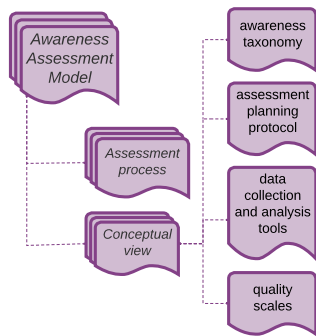 Awareness
Assessment
Model
Assessment
process
Conceptual
view
awareness
taxonomy
assessment
planning
protocol
data
collection
and analysis
tools
quality
scales